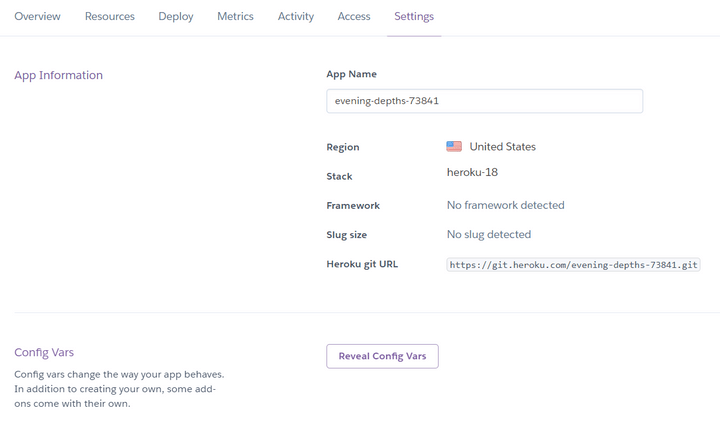 Overview Resources Deploy Metrics Activity Access Settings
App Information
App Name
evening-depths-73841
Region United States
Stack heroku-18
Framework No framework detected
Slug size No slug detected
Heroku git URL https://git.heroku.com/evening-depths-73841.git
Config Vars
Config vars change the way your app behaves.
In addition to creating your own, some add-
ons come with their own.
Reveal Config Vars